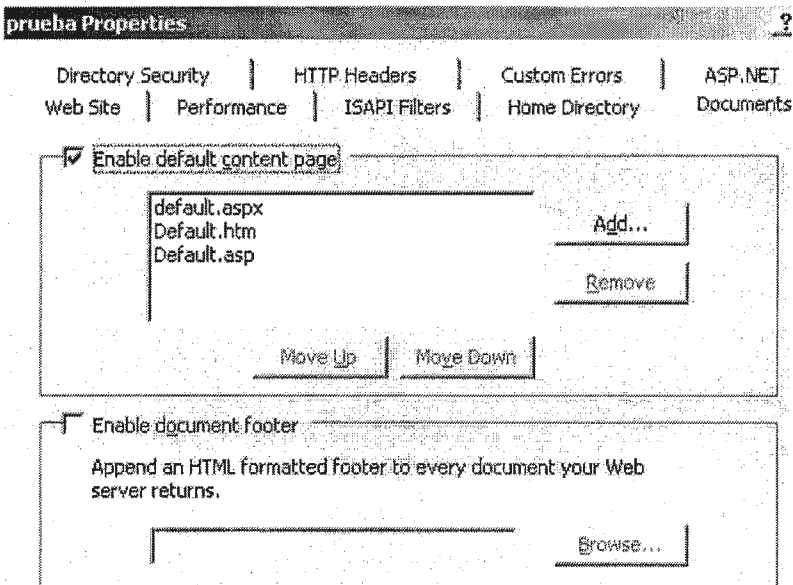 prueba Properties ?
Directory Security HTTP Headers Custom Errors ASP.NET
Web Site Performance ISAPI Filters Home Directory Documents
Enable default content page
default.aspx
Default.htm
Default.asp
Add...
Remove
Move Up Move Down
Enable document footer
Append an HTML formatted footer to every document your Web
server returns.
Browse...